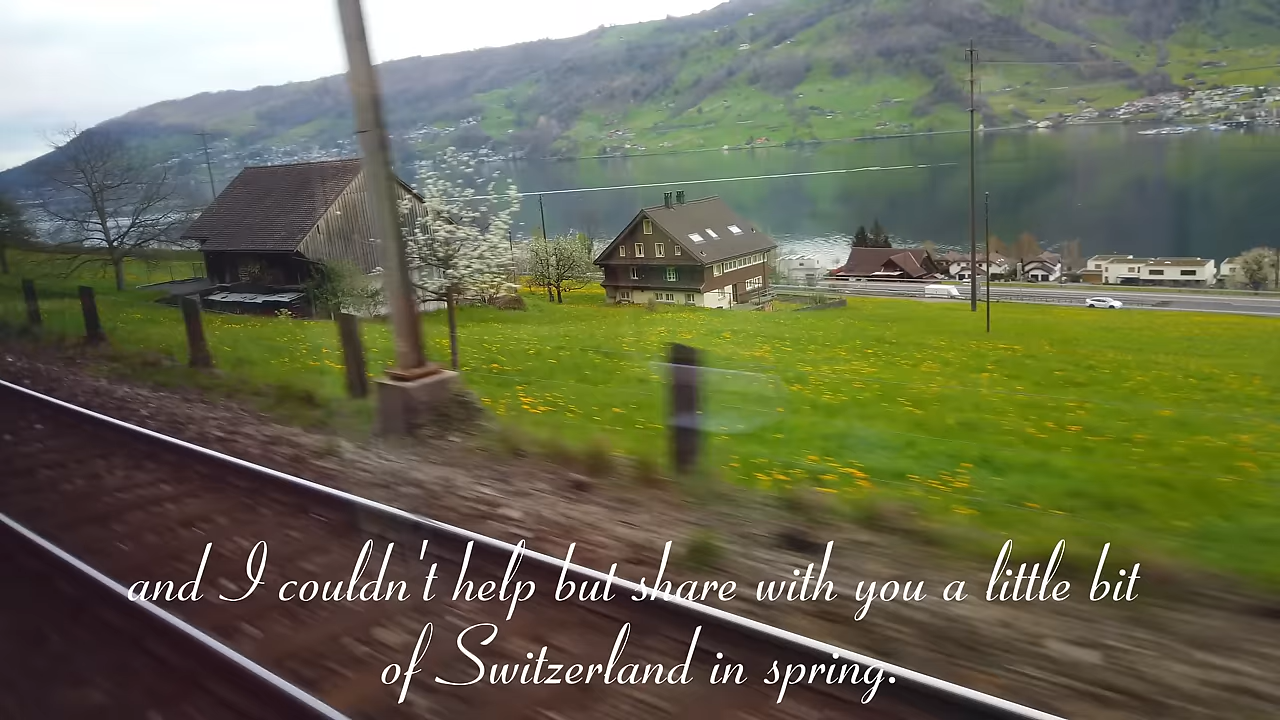 and I couldn't help but share with you a little bit
of Switzerland in spring.